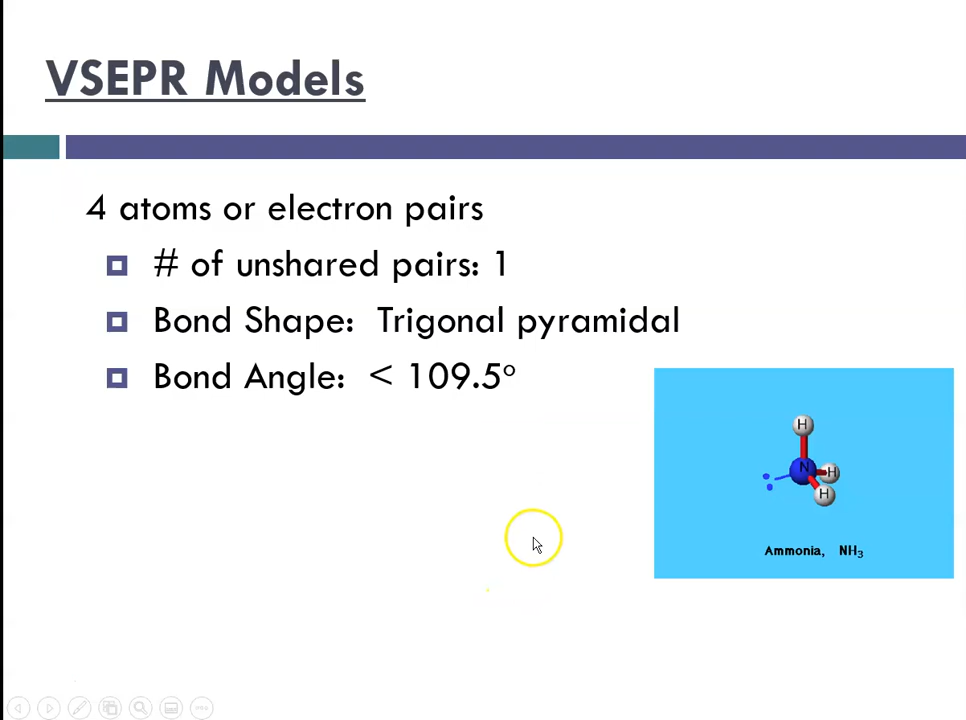 VSEPR Models
4 atoms or electron pairs
# of unshared pairs: 1
Bond Shape: Trigonal pyramidal
Bond Angle: < 109.5°
H
N H
H
Ammonia, NH₃